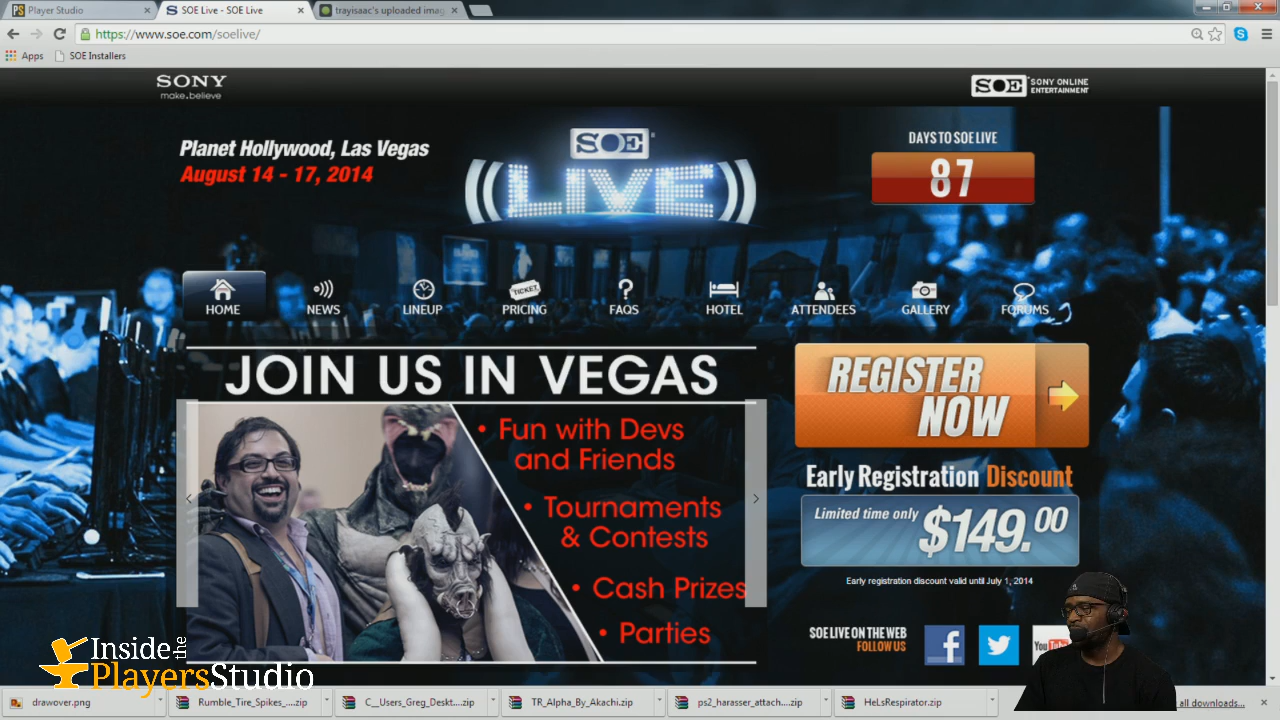 Player Studio
SOE Live - SOE Live
trayisaac's uploaded imag
https://www.soe.com/soelive/
Apps
SOE Installers
SONY
make.believe
SOE SONY ONLINE
ENTERTAINMENT
Planet Hollywood, Las Vegas
August 14 - 17, 2014
SOE
LIVE
DAYS TO SOE LIVE
87
HOME
NEWS
LINEUP
TICKET
PRICING
FAQS
HOTEL
ATTENDEES
GALLERY
FORUMS
JOIN US IN VEGAS
• Fun with Devs
and Friends
• Tournaments
& Contests
• Cash Prizes
• Parties
REGISTER
NOW
Early Registration Discount
Limited time only $149.00
Early registration discount valid until July 1, 2014
SOE LIVE ON THE WEB
FOLLOW US
You
Inside the
PlayersStudio
drawover.png
Rumble_Tire_Spikes_....zip
C__Users_Greg_Deskt....zip
TR_Alpha_By_Akachi.zip
ps2_harasser_attach....zip
HeLsRespirator.zip
all downloads...